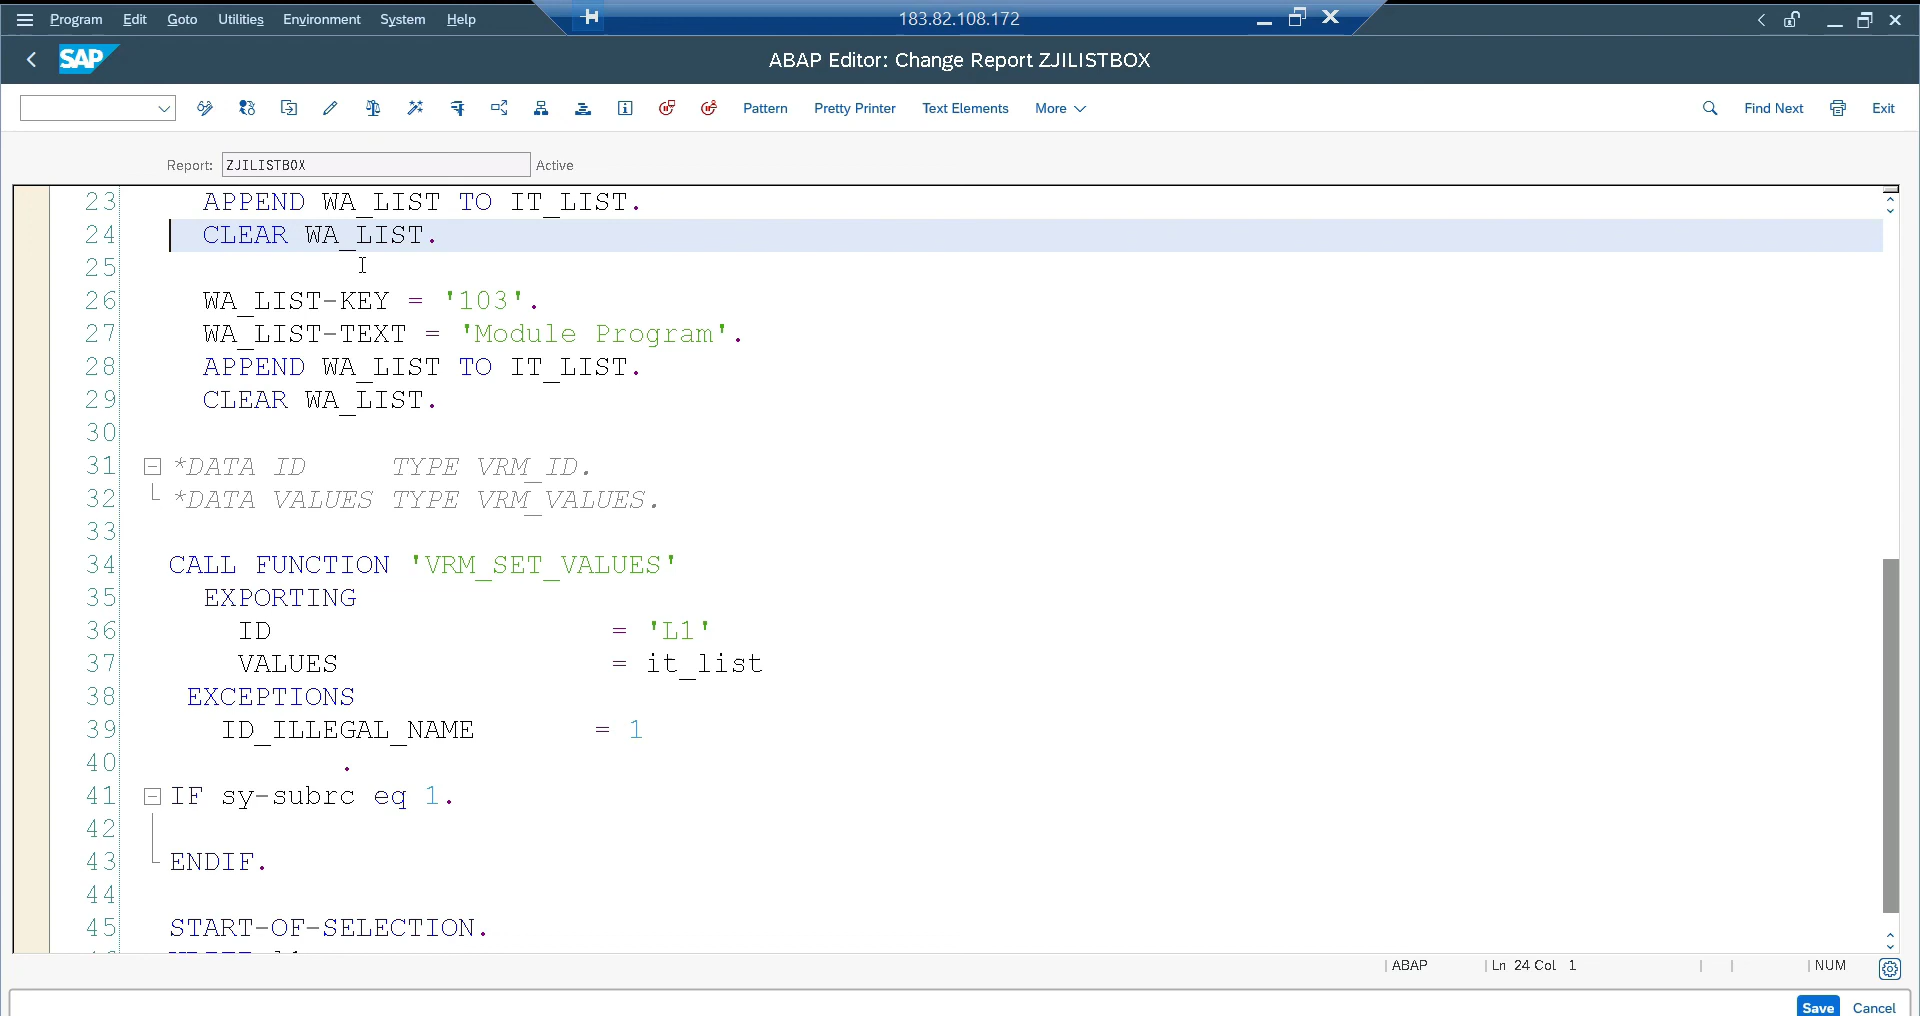 Program Edit Goto Utilities Environment System Help
183.82.108.172
SAP
ABAP Editor: Change Report ZJILISTBOX
Pattern Pretty Printer Text Elements More
Find Next Exit
Report: ZJILISTBOX Active
23 APPEND WA_LIST TO IT_LIST.
24 CLEAR WA_LIST.
25
26 WA_LIST-KEY = '103'.
27 WA_LIST-TEXT = 'Module Program'.
28 APPEND WA_LIST TO IT_LIST.
29 CLEAR WA_LIST.
30
31 *DATA ID TYPE VRM_ID.
32 *DATA VALUES TYPE VRM_VALUES.
33
34 CALL FUNCTION 'VRM_SET_VALUES'
35 EXPORTING
36 ID = 'L1'
37 VALUES = it_list
38 EXCEPTIONS
39 ID_ILLEGAL_NAME = 1
40 .
41 IF sy-subrc eq 1.
42
43 ENDIF.
44
45 START-OF-SELECTION.
ABAP Ln 24 Col 1 NUM
Save Cancel